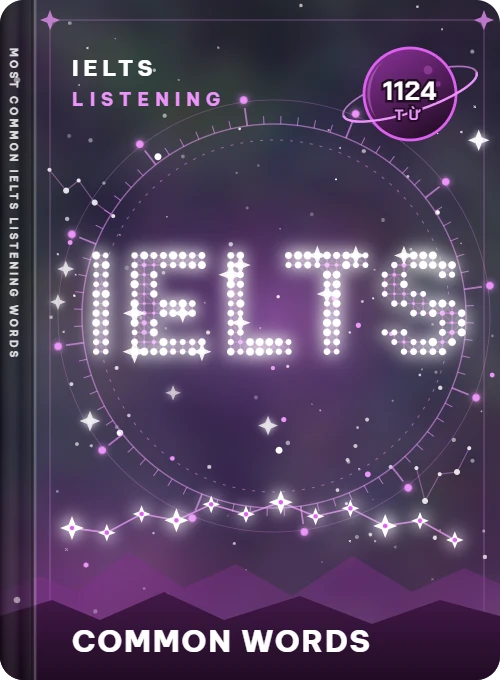 MOST COMMON IELTS LISTENING WORDS
IELTS
LISTENING
1124
TỪ
IELTS
COMMON WORDS